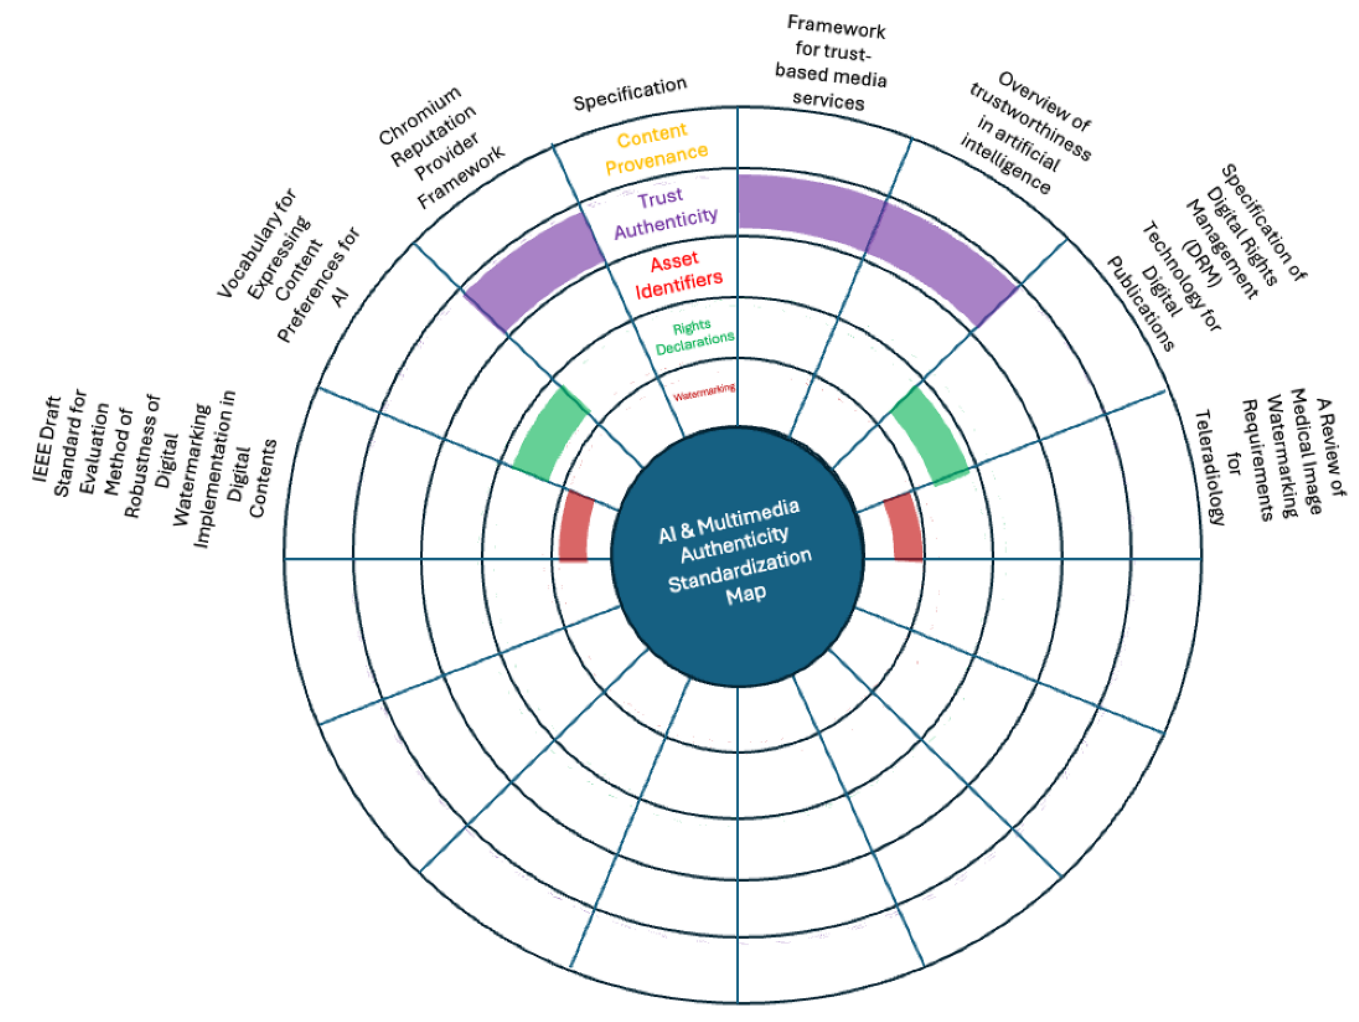 Framework
for trust-
based media
services
Overview of
trustworthiness
in artificial
intelligence
Specification of
Digital Rights
Management
(DRM)
Technology for
Digital
Publications
A Review of
Medical Image
Watermarking
Requirements
for
Teleradiology
IEEE Draft
Standard for
Evaluation
Method of
Robustness of
Digital
Watermarking
Implementation in
Digital
Contents
Vocabulary for
Expressing
Content
Preferences for
AI
Chromium
Reputation
Provider
Framework
Specification
Content
Provenance
Trust
Authenticity
Asset
Identifiers
Rights
Declarations
Watermarking
AI & Multimedia
Authenticity
Standardization
Map